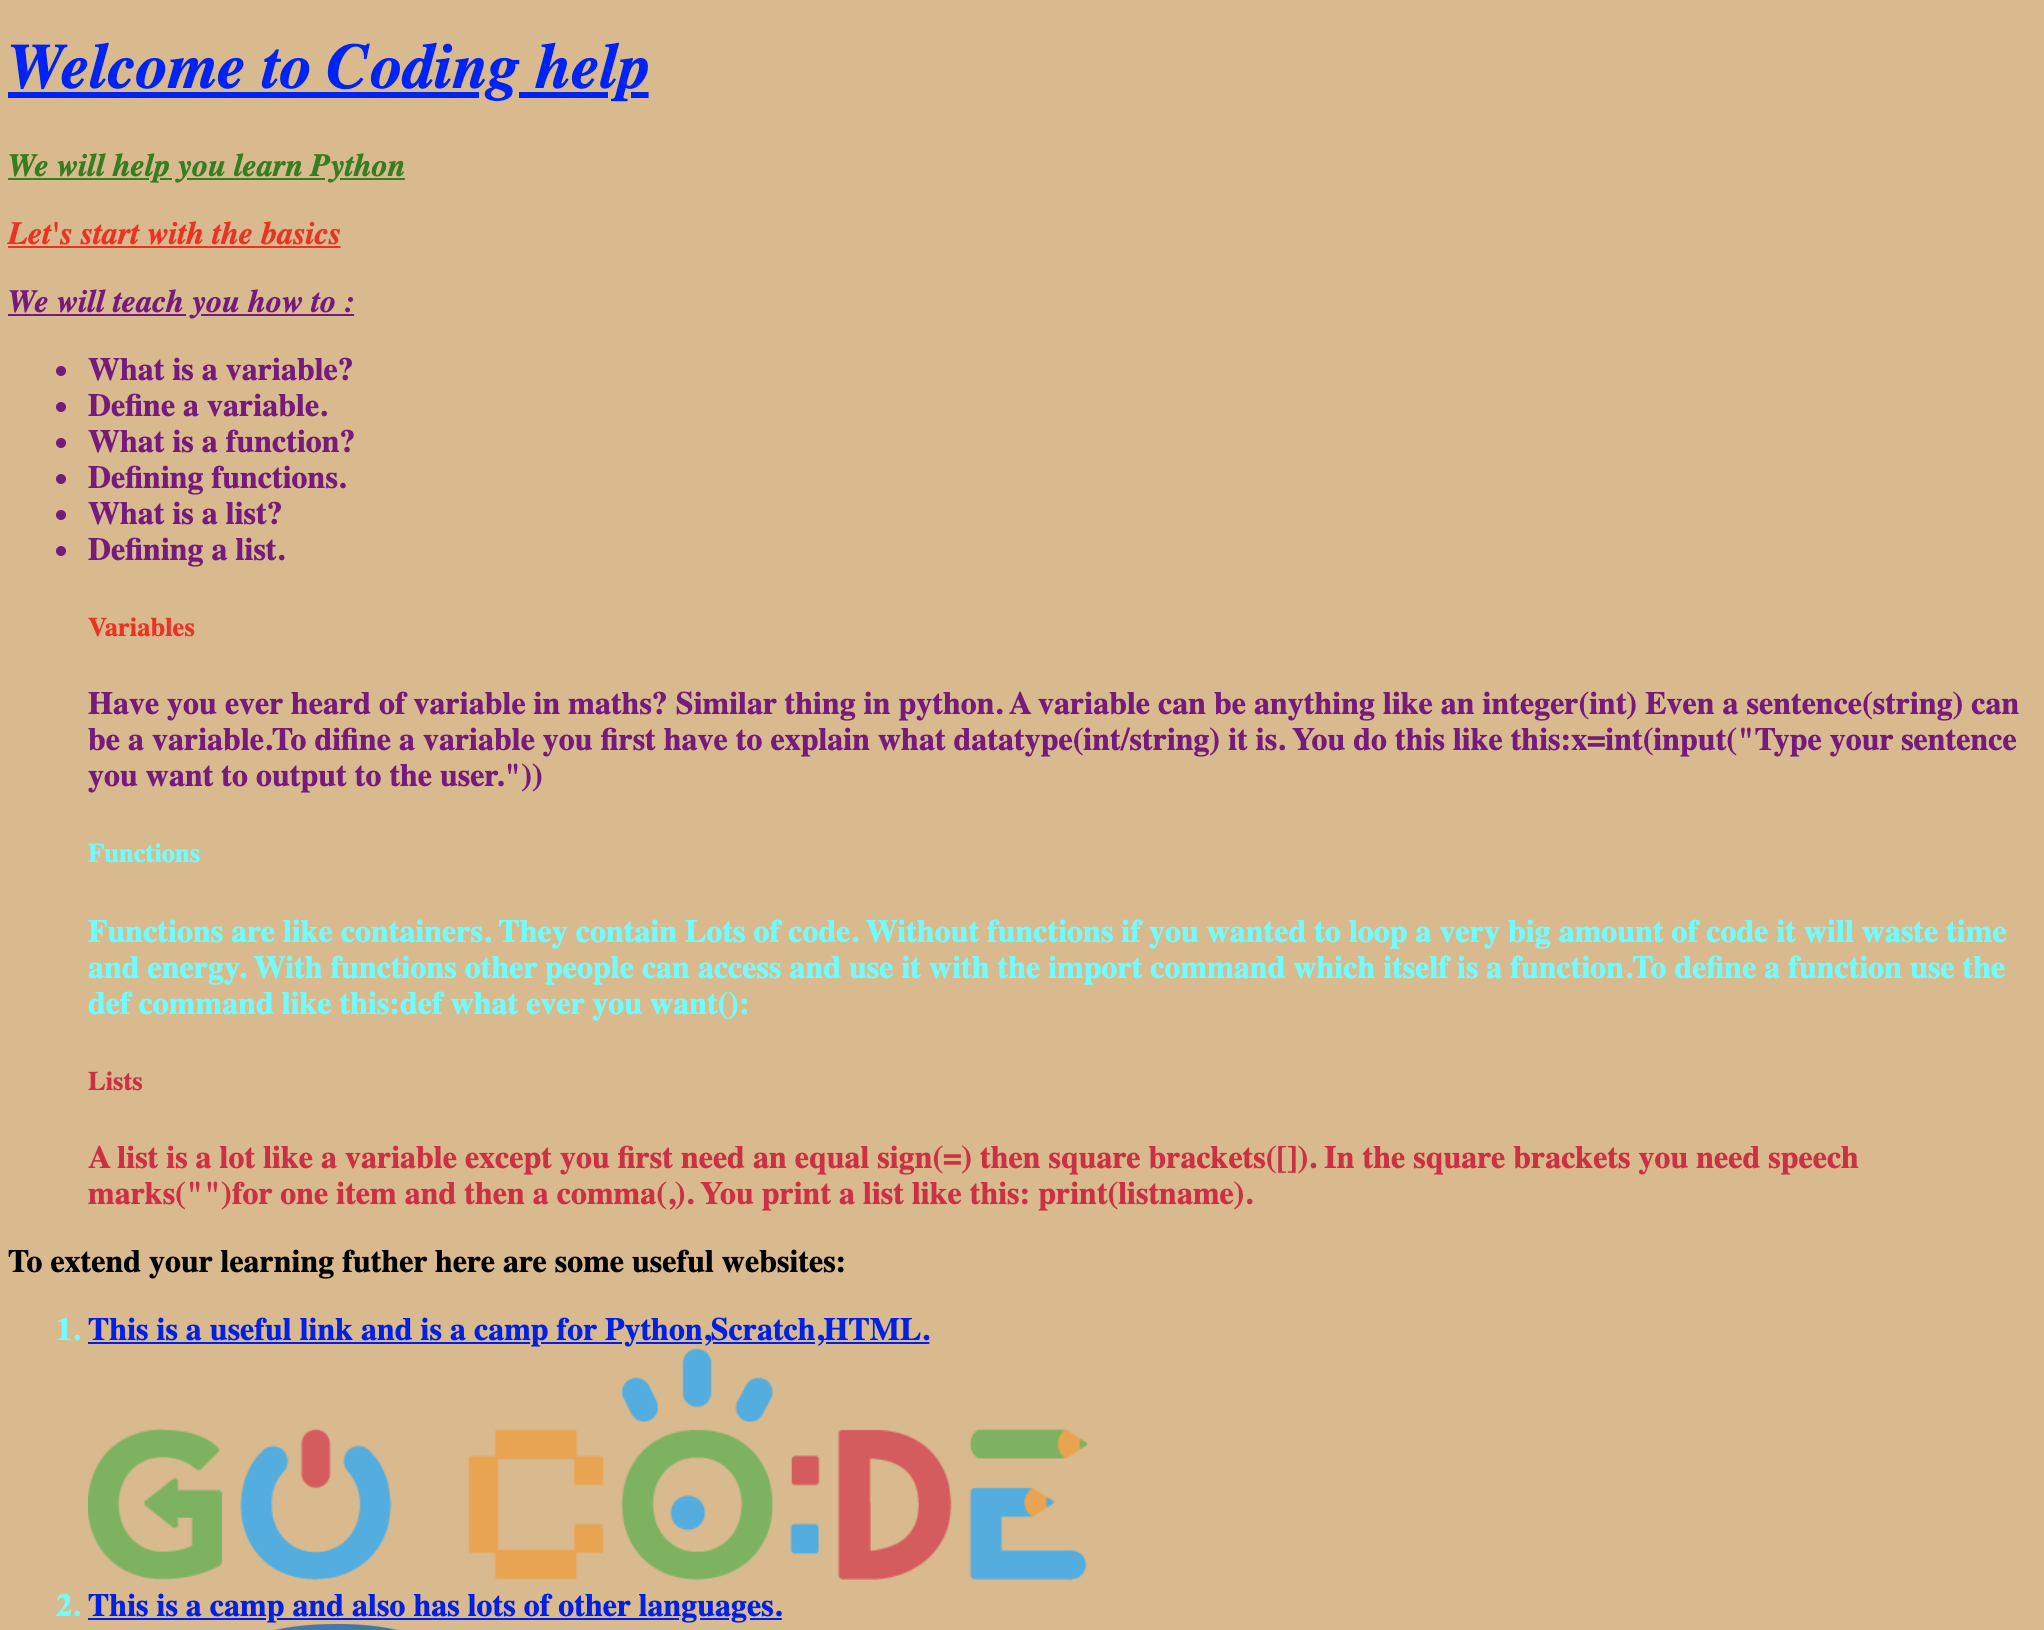 Welcome to Coding help
We will help you learn Python
Let's start with the basics
We will teach you how to :
• What is a variable?
• Define a variable.
• What is a function?
• Defining functions.
• What is a list?
• Defining a list.
Variables
Have you ever heard of variable in maths? Similar thing in python. A variable can be anything like an integer(int) Even a sentence(string) can
be a variable.To difine a variable you first have to explain what datatype(int/string) it is. You do this like this:x=int(input("Type your sentence
you want to output to the user."))
Functions
Functions are like containers. They contain Lots of code. Without functions if you wanted to loop a very big amount of code it will waste time
and energy. With functions other people can access and use it with the import command which itself is a function.To define a function use the
def command like this:def what ever you want():
Lists
A list is a lot like a variable except you first need an equal sign(=) then square brackets([]). In the square brackets you need speech
marks("")for one item and then a comma(,). You print a list like this: print(listname).
To extend your learning futher here are some useful websites:
1. This is a useful link and is a camp for Python,Scratch,HTML.
GO CO:DE
2. This is a camp and also has lots of other languages.